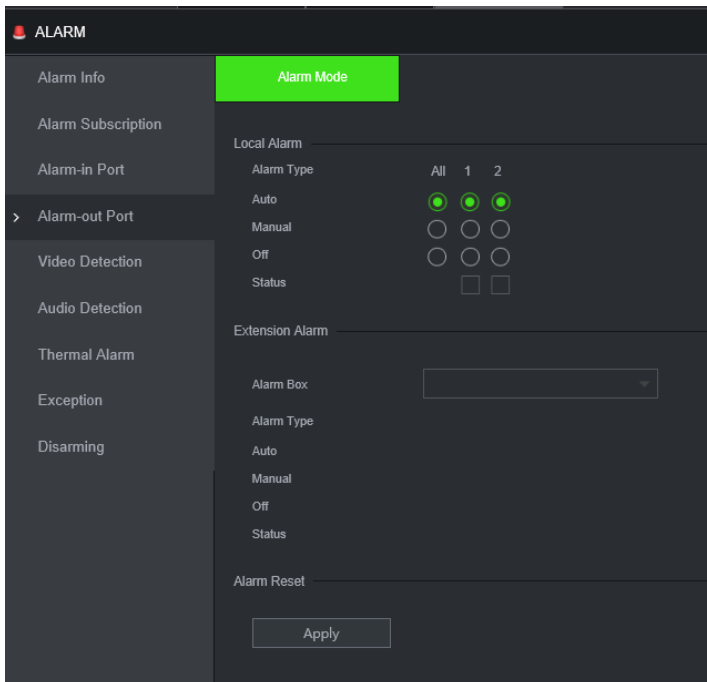 ALARM
Alarm Info
Alarm Subscription
Alarm-in Port
Alarm-out Port
Video Detection
Audio Detection
Thermal Alarm
Exception
Disarming
Alarm Mode
Local Alarm
Alarm Type All 1 2
Auto
Manual
Off
Status
Extension Alarm
Alarm Box
Alarm Type
Auto
Manual
Off
Status
Alarm Reset
Apply